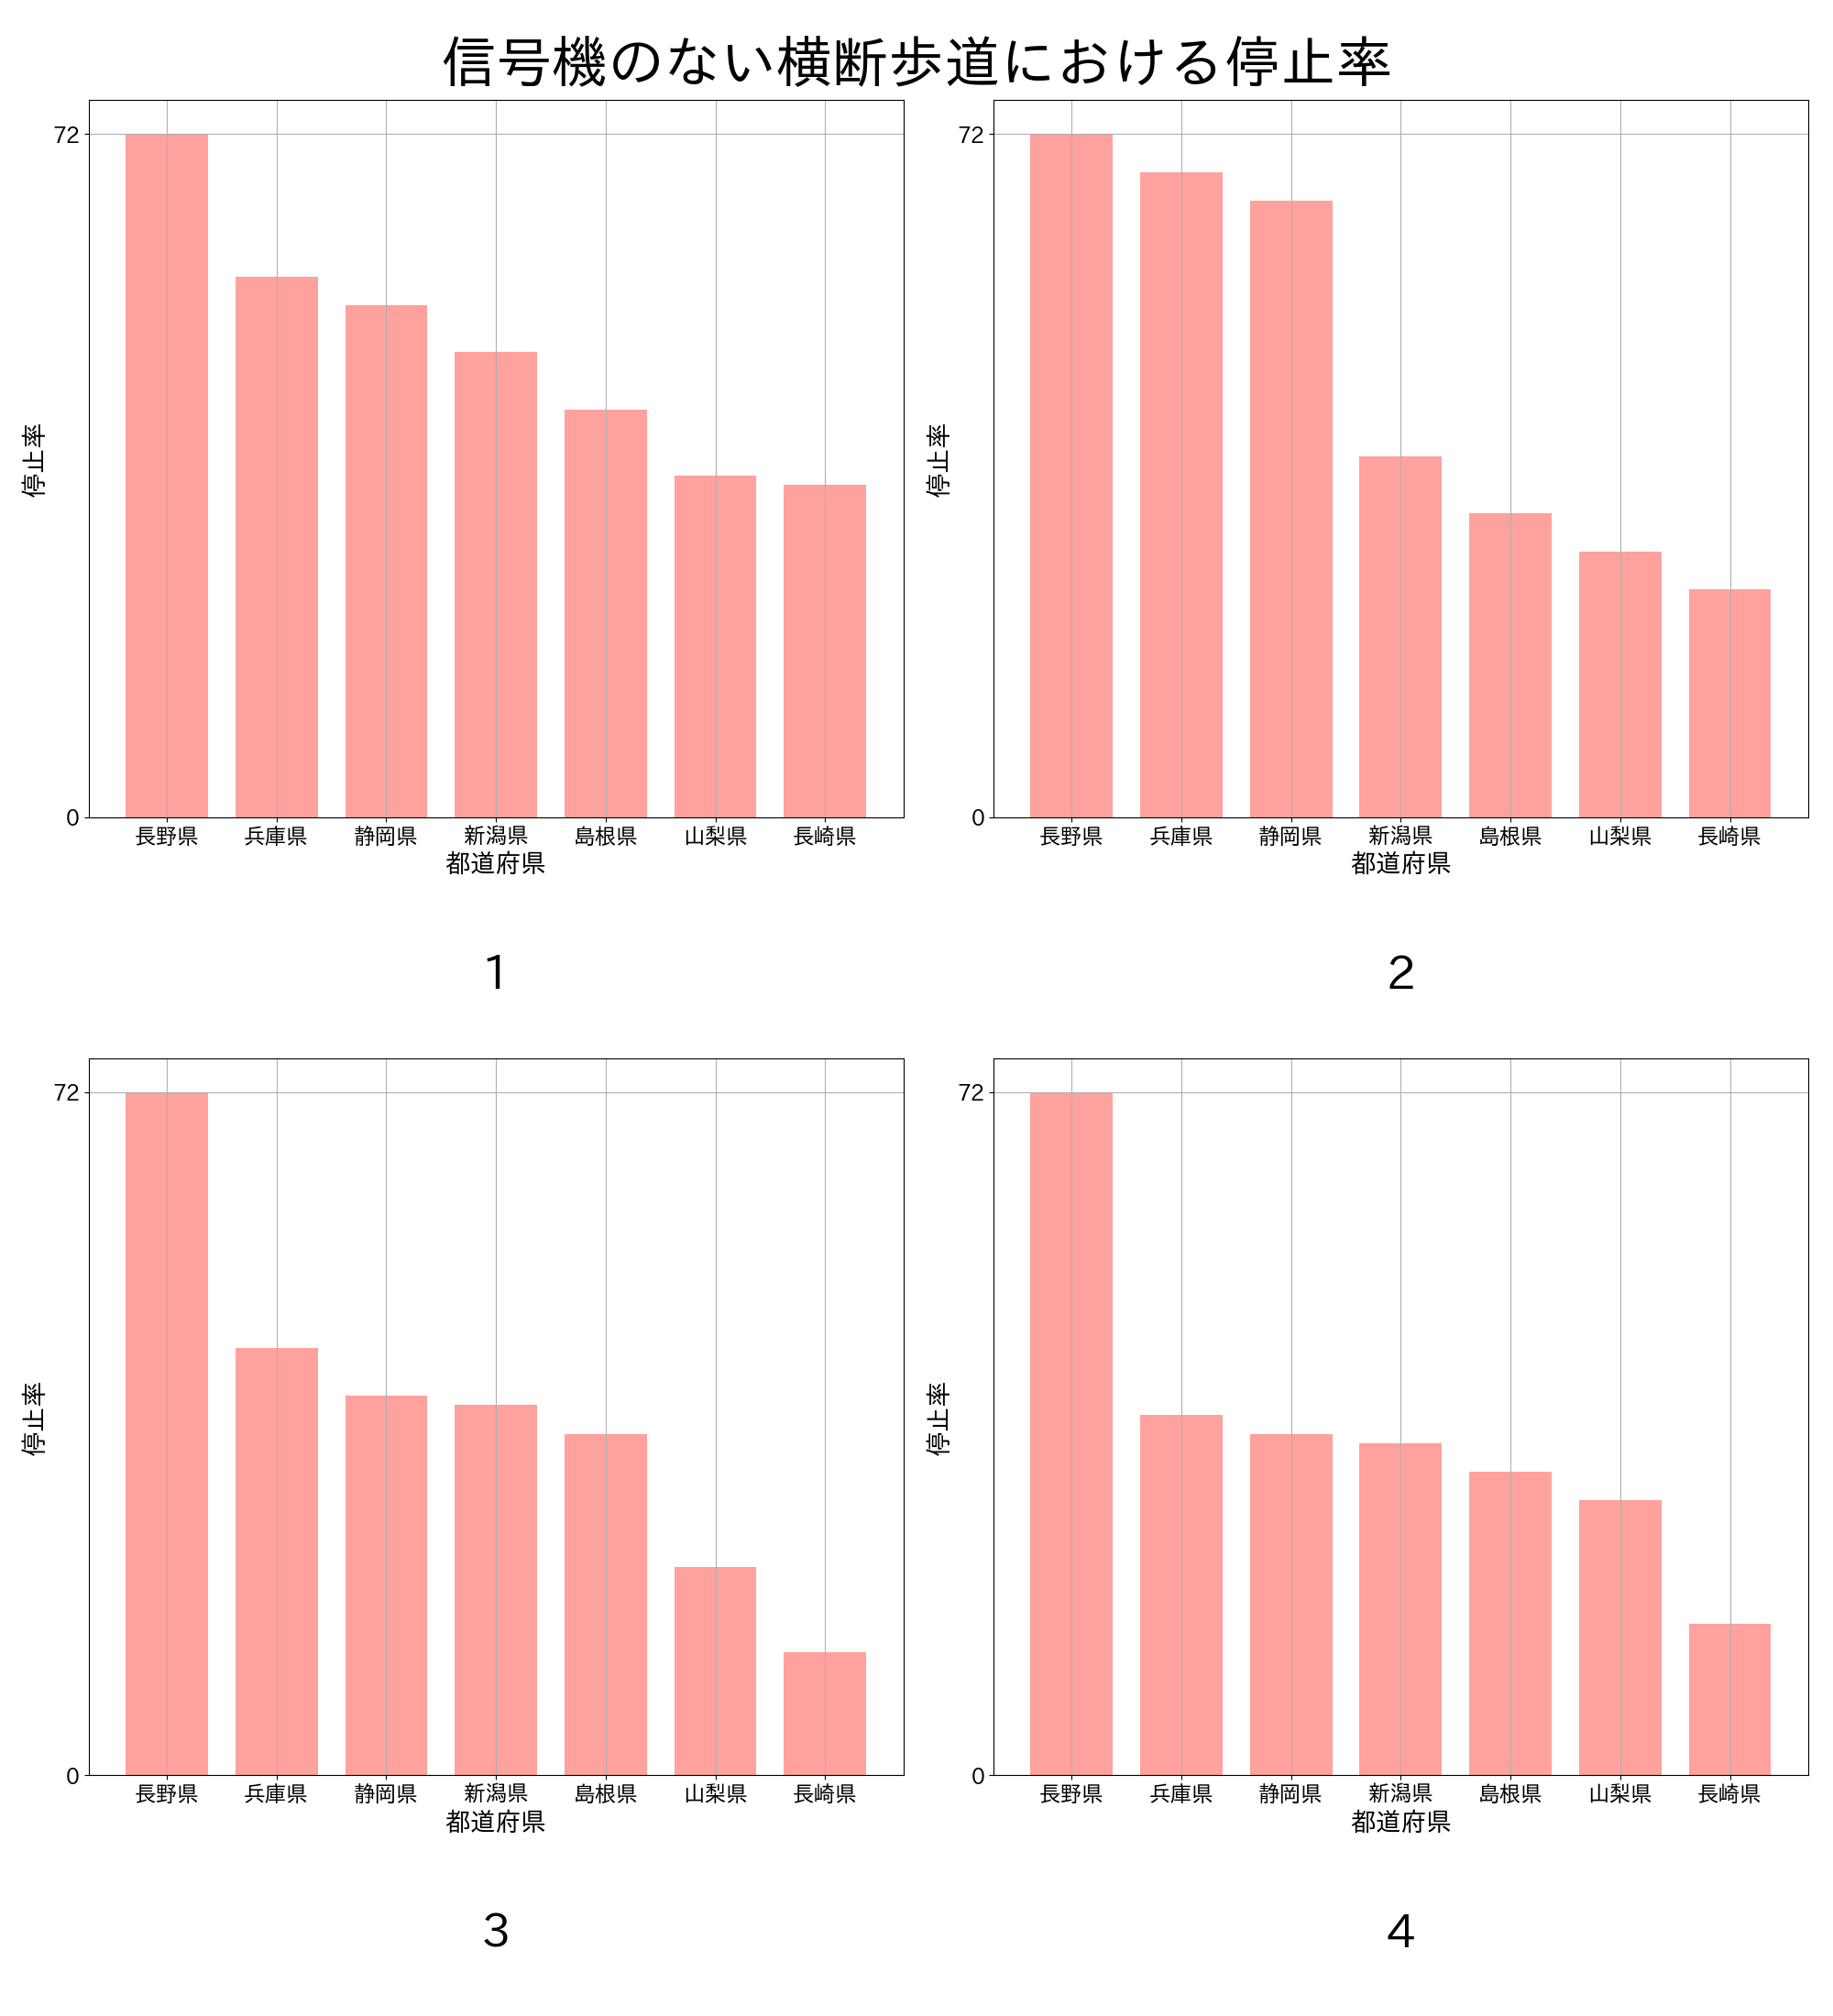 信号機のない横断歩道における停止率
72
停止率
0
長野県 兵庫県 静岡県 新潟県 島根県 山梨県 長崎県
都道府県
1
72
停止率
0
長野県 兵庫県 静岡県 新潟県 島根県 山梨県 長崎県
都道府県
2
72
停止率
0
長野県 兵庫県 静岡県 新潟県 島根県 山梨県 長崎県
都道府県
3
72
停止率
0
長野県 兵庫県 静岡県 新潟県 島根県 山梨県 長崎県
都道府県
4